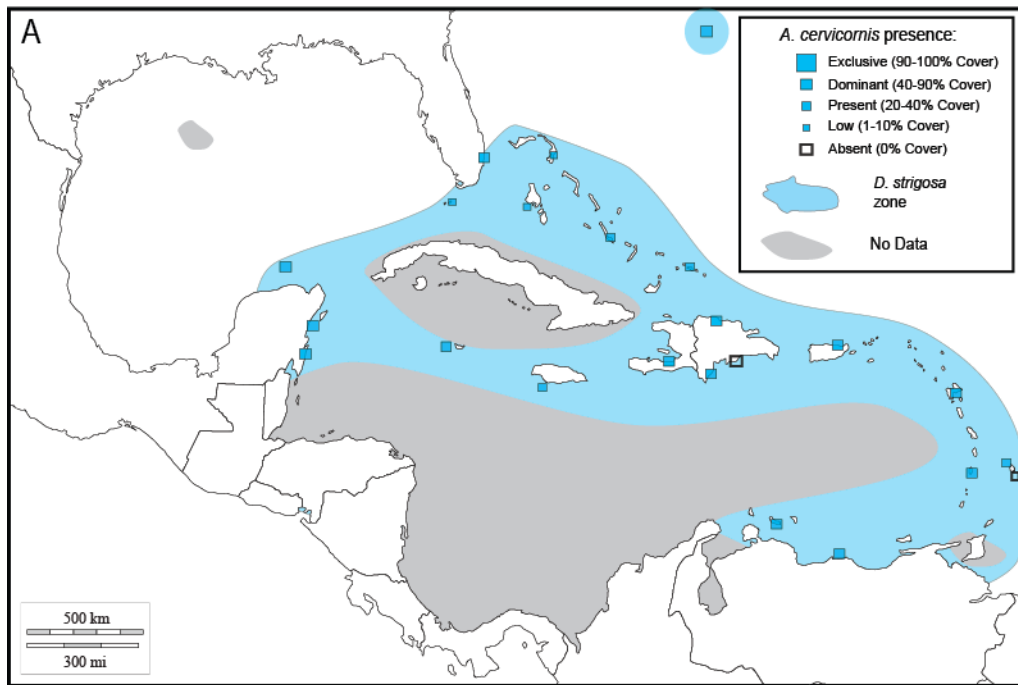 A
A. cervicornis presence:
Exclusive (90-100% Cover)
Dominant (40-90% Cover)
Present (20-40% Cover)
Low (1-10% Cover)
Absent (0% Cover)
D. strigosa
zone
No Data
500 km
300 mi